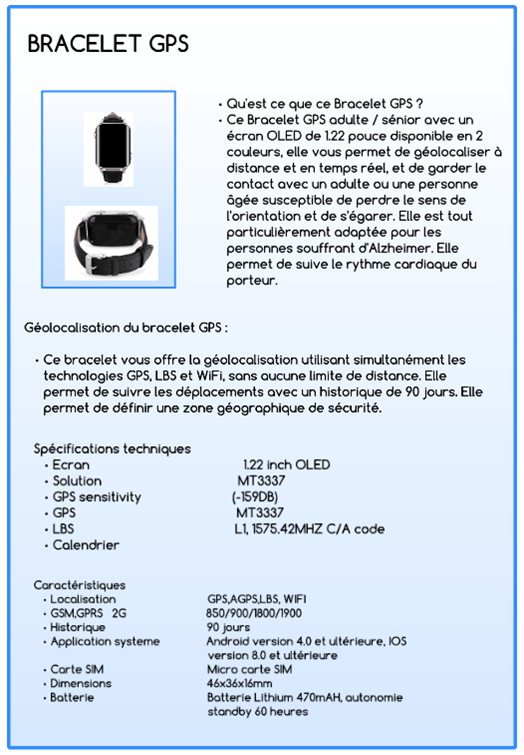 BRACELET GPS
• Qu'est ce que ce Bracelet GPS ?
• Ce Bracelet GPS adulte / sénior avec un
écran OLED de 1.22 pouce disponible en 2
couleurs, elle vous permet de géolocaliser à
distance et en temps réel, et de garder le
contact avec un adulte ou une personne
âgée susceptible de perdre le sens de
l'orientation et de s'égarer. Elle est tout
particulièrement adaptée pour les
personnes souffrant d'Alzheimer. Elle
permet de suive le rythme cardiaque du
porteur.
Géolocalisation du bracelet GPS :
• Ce bracelet vous offre la géolocalisation utilisant simultanément les
technologies GPS, LBS et WiFi, sans aucune limite de distance. Elle
permet de suivre les déplacements avec un historique de 90 jours. Elle
permet de définir une zone géographique de sécurité.
Spécifications techniques
• Ecran 1.22 inch OLED
• Solution MT3337
• GPS sensitivity (-159DB)
• GPS MT3337
• LBS L1, 1575.42MHZ C/A code
• Calendrier
Caractéristiques
• Localisation GPS,AGPS,LBS, WIFI
• GSM,GPRS 2G 850/900/1800/1900
• Historique 90 jours
• Application systeme Android version 4.0 et ultérieure, IOS
version 8.0 et ultérieure
• Carte SIM Micro carte SIM
• Dimensions 46x36x16mm
• Batterie Batterie Lithium 470mAH, autonomie
standby 60 heures